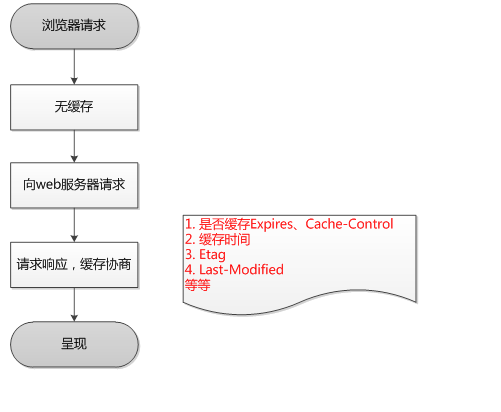 浏览器请求
无缓存
向web服务器请求
请求响应，缓存协商
呈现
1. 是否缓存Expires、Cache-Control
2. 缓存时间
3. Etag
4. Last-Modified
等等